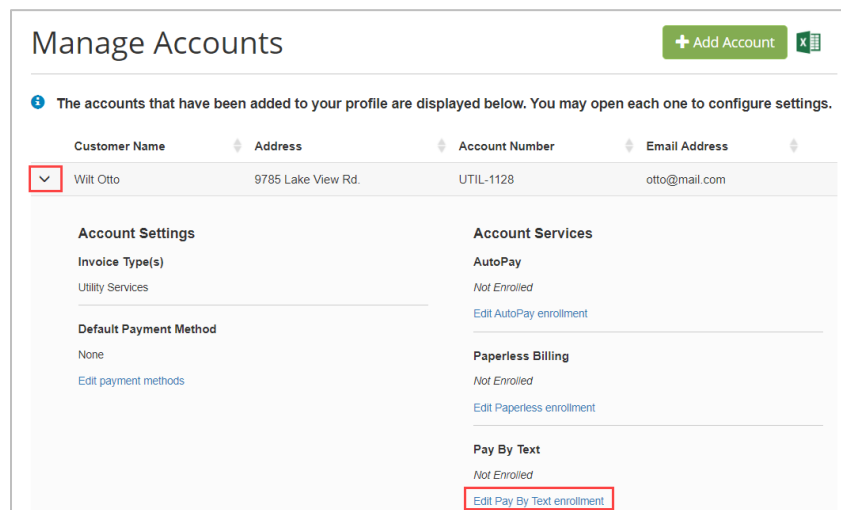 Manage Accounts
+ Add Account
The accounts that have been added to your profile are displayed below. You may open each one to configure settings.
Customer Name Address Account Number Email Address
Wilt Otto 9785 Lake View Rd. UTIL-1128 otto@mail.com
Account Settings
Invoice Type(s)
Utility Services
Default Payment Method
None
Edit payment methods
Account Services
AutoPay
Not Enrolled
Edit AutoPay enrollment
Paperless Billing
Not Enrolled
Edit Paperless enrollment
Pay By Text
Not Enrolled
Edit Pay By Text enrollment